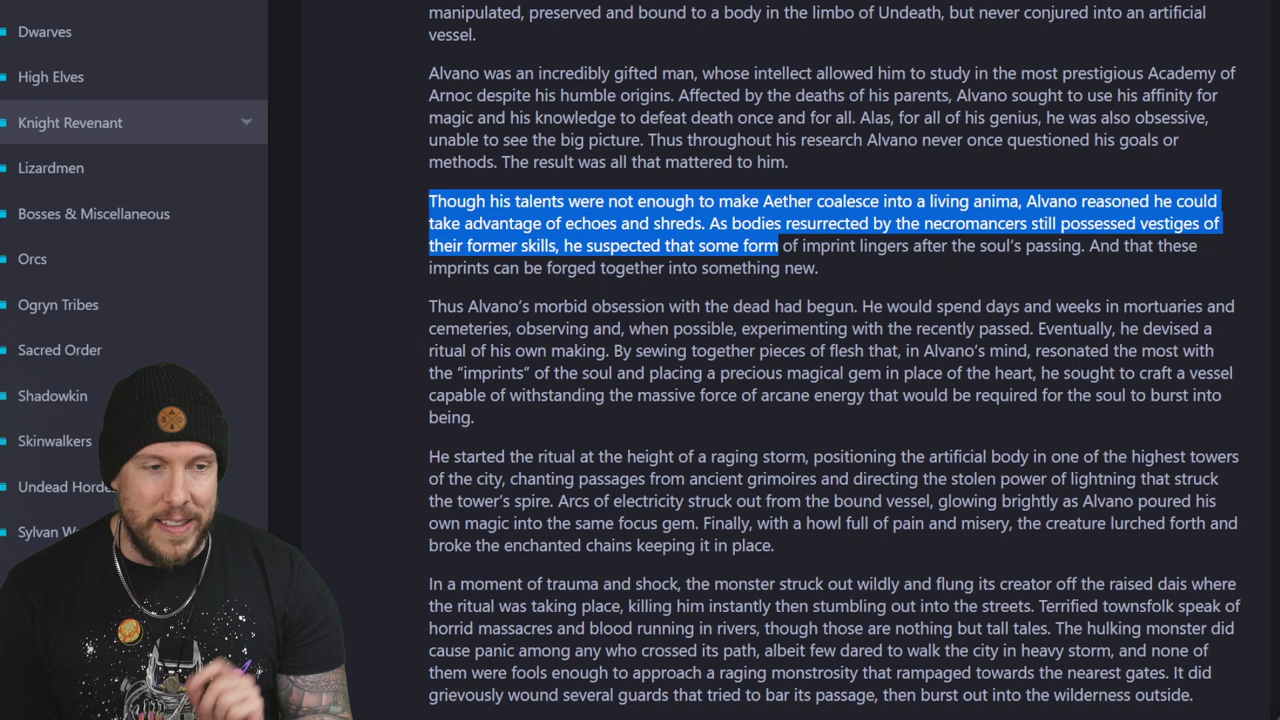 Dwarves
High Elves
Knight Revenant
Lizardmen
Bosses & Miscellaneous
Orcs
Ogryn Tribes
Sacred Order
Shadowkin
Skinwalkers
Undead Horde
Sylvan W
manipulated, preserved and bound to a body in the limbo of Undeath, but never conjured into an artificial
vessel.
Alvano was an incredibly gifted man, whose intellect allowed him to study in the most prestigious Academy of
Arnoc despite his humble origins. Affected by the deaths of his parents, Alvano sought to use his affinity for
magic and his knowledge to defeat death once and for all. Alas, for all of his genius, he was also obsessive,
unable to see the big picture. Thus throughout his research Alvano never once questioned his goals or
methods. The result was all that mattered to him.
Though his talents were not enough to make Aether coalesce into a living anima, Alvano reasoned he could
take advantage of echoes and shreds. As bodies resurrected by the necromancers still possessed vestiges of
their former skills, he suspected that some form of imprint lingers after the soul’s passing. And that these
imprints can be forged together into something new.
Thus Alvano’s morbid obsession with the dead had begun. He would spend days and weeks in mortuaries and
cemeteries, observing and, when possible, experimenting with the recently passed. Eventually, he devised a
ritual of his own making. By sewing together pieces of flesh that, in Alvano’s mind, resonated the most with
the “imprints” of the soul and placing a precious magical gem in place of the heart, he sought to craft a vessel
capable of withstanding the massive force of arcane energy that would be required for the soul to burst into
being.
He started the ritual at the height of a raging storm, positioning the artificial body in one of the highest towers
of the city, chanting passages from ancient grimoires and directing the stolen power of lightning that struck
the tower’s spire. Arcs of electricity struck out from the bound vessel, glowing brightly as Alvano poured his
own magic into the same focus gem. Finally, with a howl full of pain and misery, the creature lurched forth and
broke the enchanted chains keeping it in place.
In a moment of trauma and shock, the monster struck out wildly and flung its creator off the raised dais where
the ritual was taking place, killing him instantly then stumbling out into the streets. Terrified townsfolk speak of
horrid massacres and blood running in rivers, though those are nothing but tall tales. The hulking monster did
cause panic among any who crossed its path, albeit few dared to walk the city in heavy storm, and none of
them were fools enough to approach a raging monstrosity that rampaged towards the nearest gates. It did
grievously wound several guards that tried to bar its passage, then burst out into the wilderness outside.